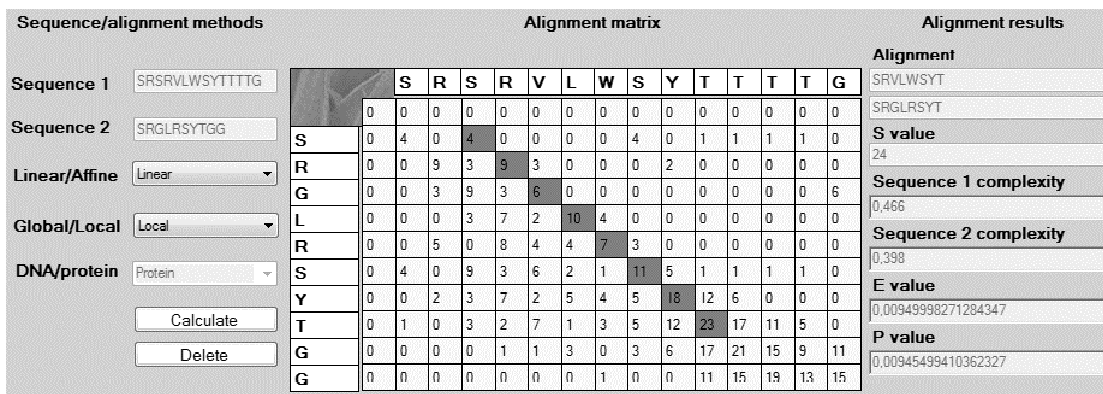 Sequence/alignment methods
Sequence 1 SRSRVLWSYTTTTG
Sequence 2 SRGLRSYTGG
Linear/Affine Linear
Global/Local Local
DNA/protein Protein
Calculate
Delete
Alignment matrix
S R S R V L W S Y T T T T G
0 0 0 0 0 0 0 0 0 0 0 0 0 0 0
S 0 4 0 4 0 0 0 0 4 0 1 1 1 1 0
R 0 0 9 3 9 3 0 0 0 2 0 0 0 0 0
G 0 0 3 9 3 6 0 0 0 0 0 0 0 0 6
L 0 0 0 3 7 2 10 4 0 0 0 0 0 0 0
R 0 0 5 0 8 4 4 7 3 0 0 0 0 0 0
S 0 4 0 9 3 6 2 1 11 5 1 1 1 1 0
Y 0 0 2 3 7 2 5 4 5 18 12 6 0 0 0
T 0 1 0 3 2 7 1 3 5 12 23 17 11 5 0
G 0 0 0 0 1 1 3 0 3 6 17 21 15 9 11
G 0 0 0 0 0 0 0 1 0 0 11 15 19 13 15
Alignment results
Alignment
SRVLWSYT
SRGLRSYT
S value
24
Sequence 1 complexity
0,466
Sequence 2 complexity
0,398
E value
0,00949998271284347
P value
0,00945499410362327